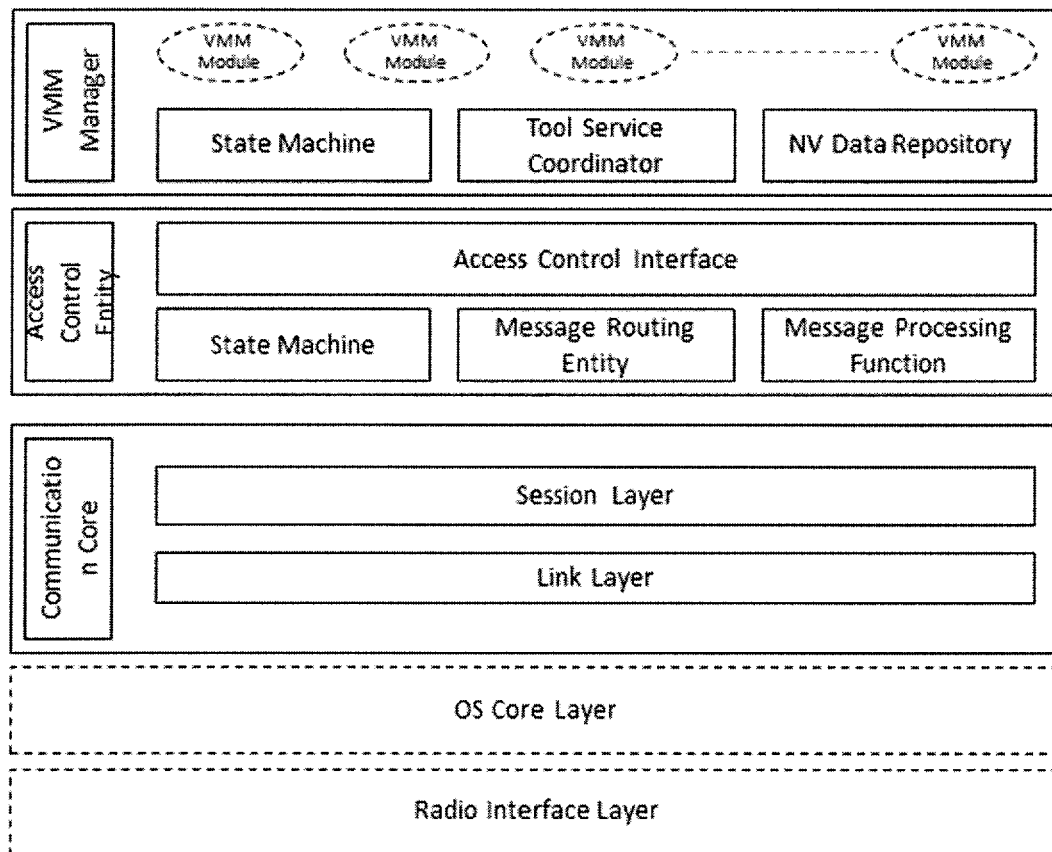 VMM
Manager
VMM
Module
VMM
Module
VMM
Module
VMM
Module
State Machine
Tool Service
Coordinator
NV Data Repository
Access
Control
Entity
Access Control Interface
State Machine
Message Routing
Entity
Message Processing
Function
Communicatio
n Core
Session Layer
Link Layer
OS Core Layer
Radio Interface Layer